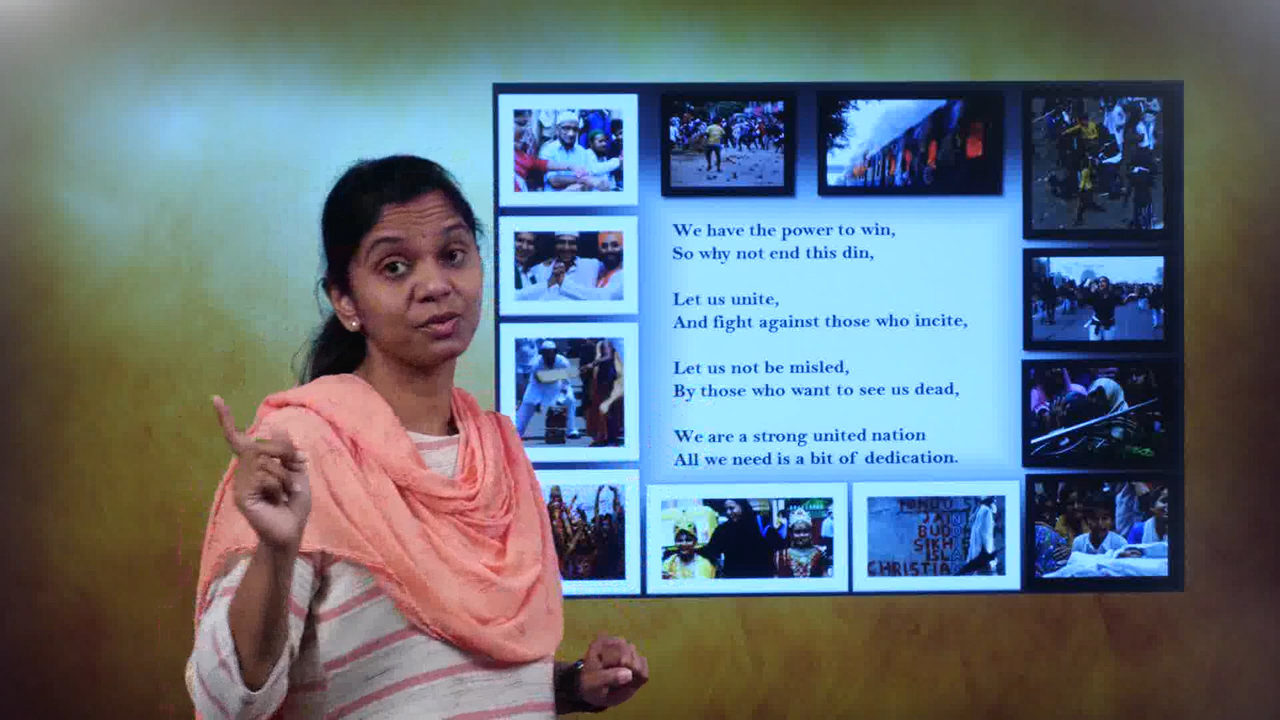 We have the power to win,
So why not end this din,
Let us unite,
And fight against those who incite,
Let us not be misled,
By those who want to see us dead,
We are a strong united nation
All we need is a bit of dedication.
SIKH
CHRISTIA